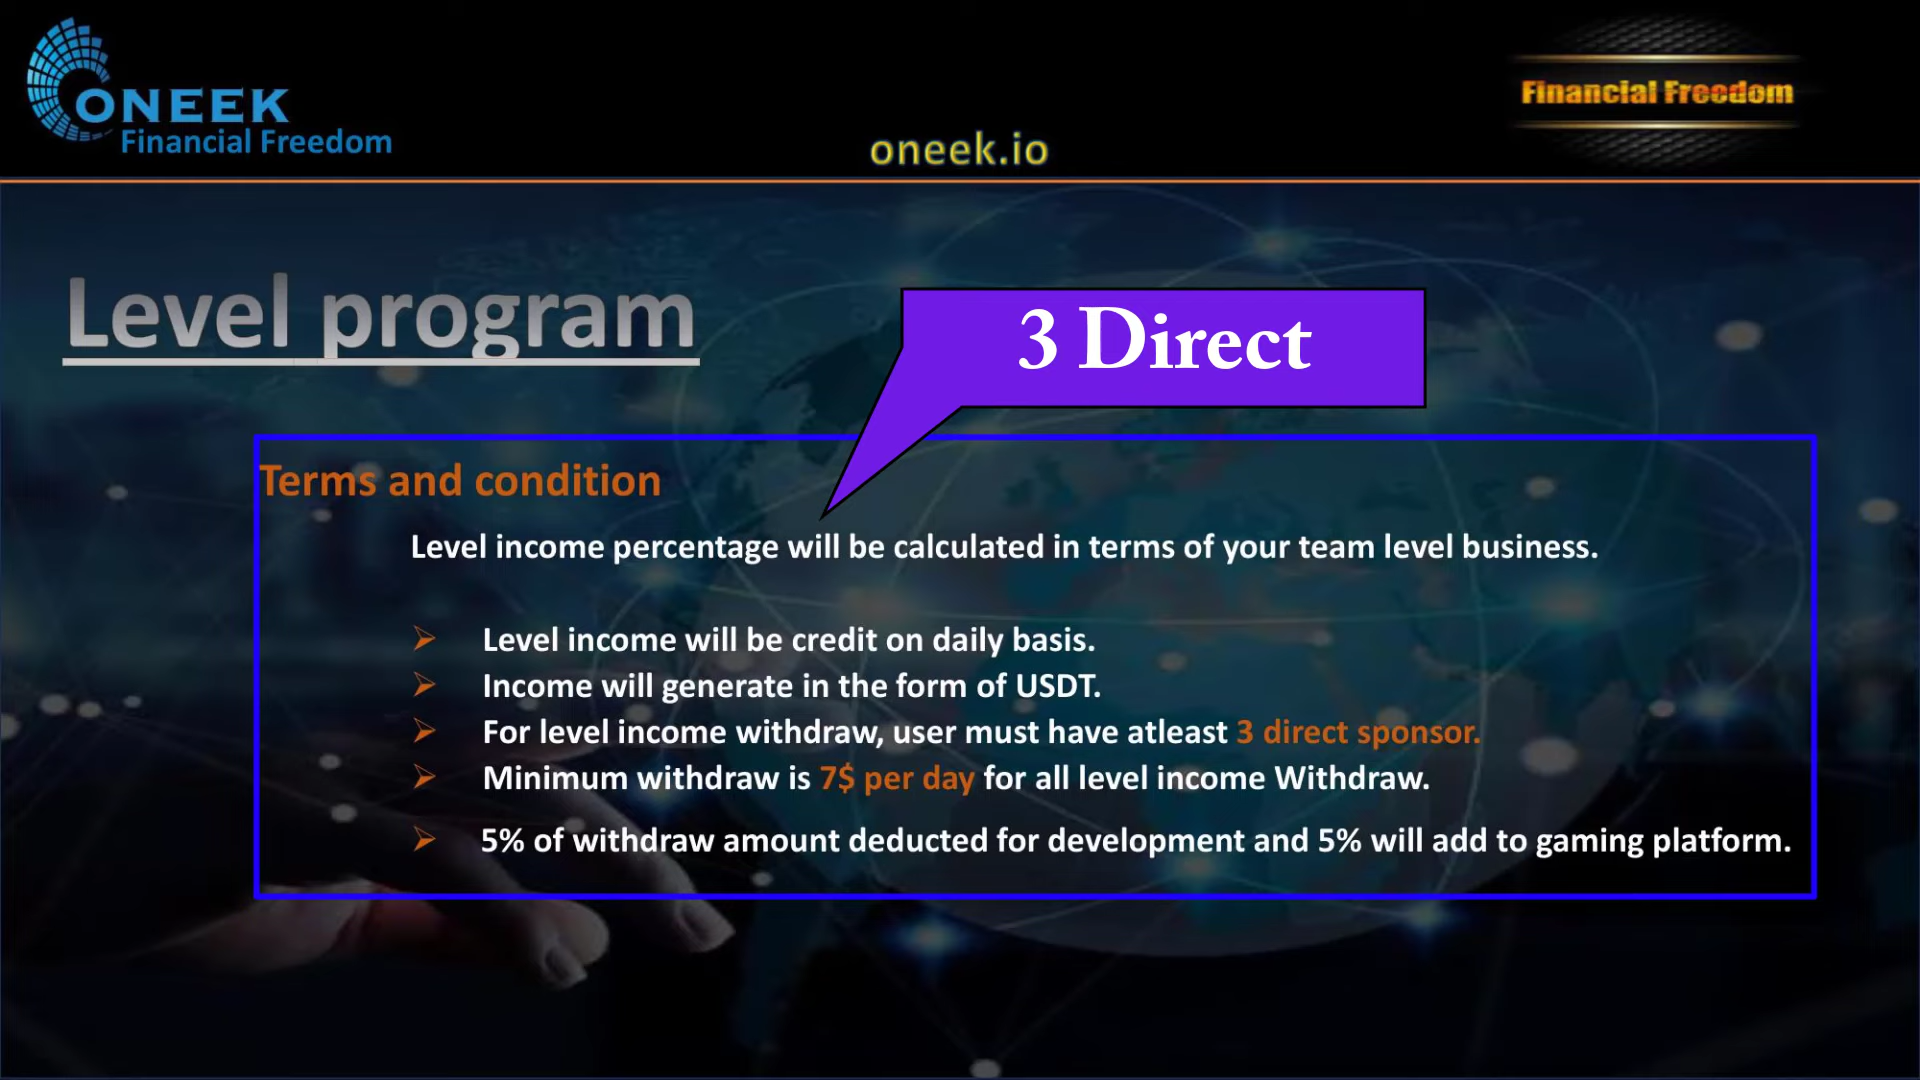 ONEEK
Financial Freedom
oneek.io
Financial Freedom
Level program
3 Direct
Terms and condition
Level income percentage will be calculated in terms of your team level business.
Level income will be credit on daily basis.
Income will generate in the form of USDT.
For level income withdraw, user must have atleast 3 direct sponsor.
Minimum withdraw is 7$ per day for all level income Withdraw.
5% of withdraw amount deducted for development and 5% will add to gaming platform.